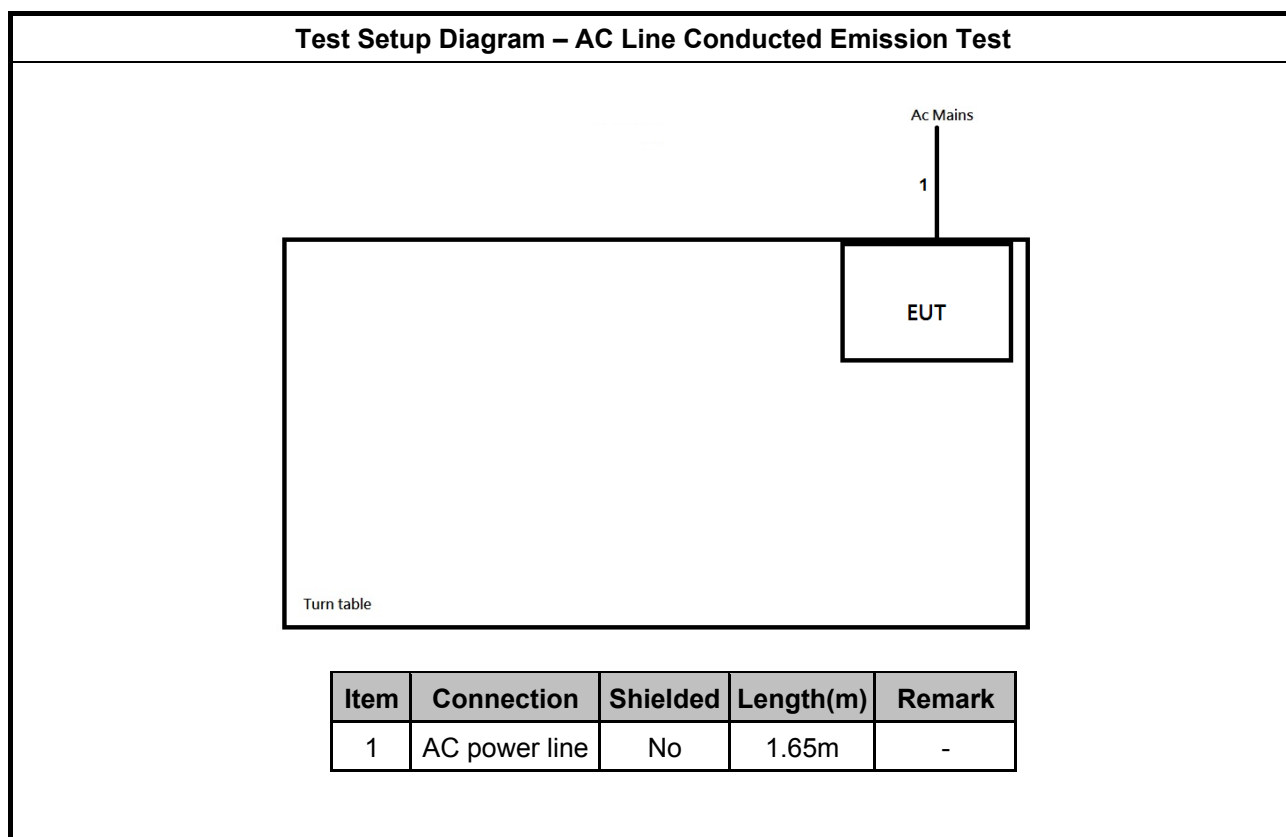 Test Setup Diagram – AC Line Conducted Emission Test
Ac Mains
1
EUT
Turn table
Item Connection Shielded Length(m) Remark
1 AC power line No 1.65m -